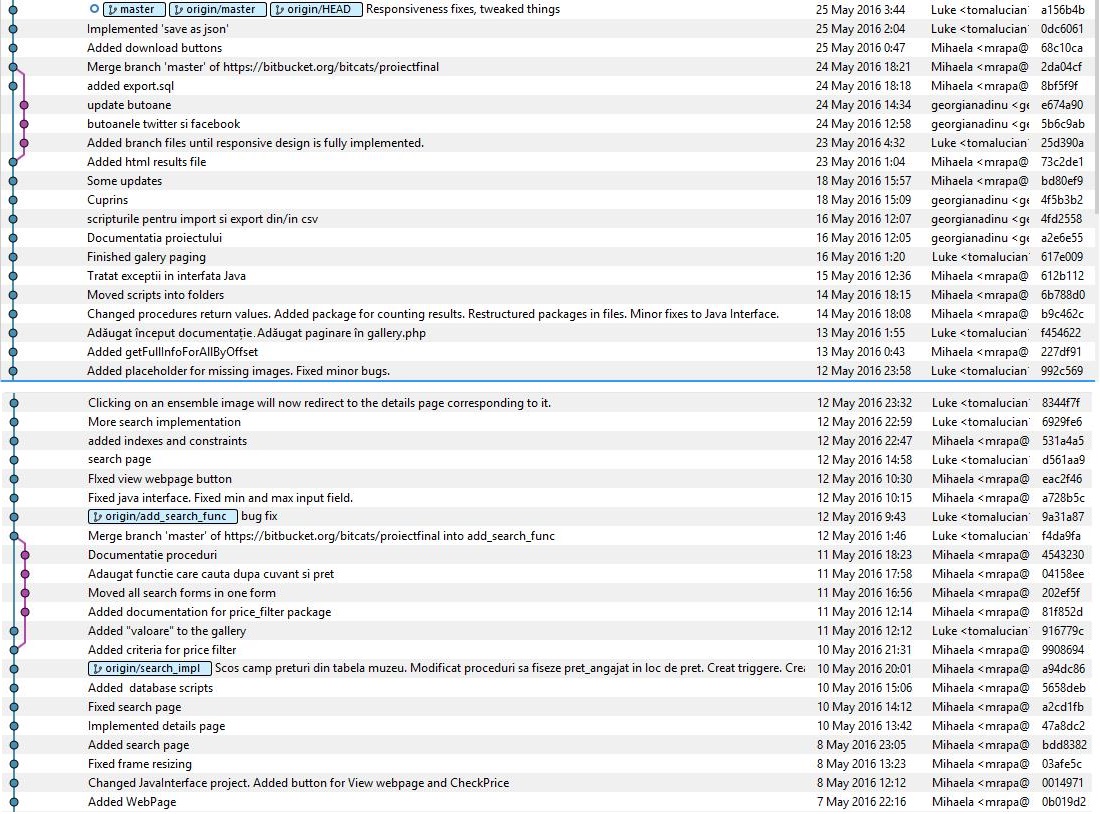 master origin/master origin/HEAD Responsiveness fixes, tweaked things 25 May 2016 3:44 Luke <tomalucian a156b4b
Implemented 'save as json' 25 May 2016 2:04 Luke <tomalucian 0dc6061
Added download buttons 25 May 2016 0:47 Mihaela <mrapa@ 68c10ca
Merge branch 'master' of https://bitbucket.org/bitcats/proiectfinal 24 May 2016 18:21 Mihaela <mrapa@ 2da04cf
added export.sql 24 May 2016 18:18 Mihaela <mrapa@ 8bf5f9f
update butoane 24 May 2016 14:34 georgianadinu <ge e674a90
butoanele twitter si facebook 24 May 2016 12:58 georgianadinu <ge 5b6c9ab
Added branch files until responsive design is fully implemented. 23 May 2016 4:32 Luke <tomalucian 25d390a
Added html results file 23 May 2016 1:04 Mihaela <mrapa@ 73c2de1
Some updates 18 May 2016 15:57 Mihaela <mrapa@ bd80ef9
Cuprins 18 May 2016 15:09 georgianadinu <ge 4f5b3b2
scripturile pentru import si export din/in csv 16 May 2016 12:07 georgianadinu <ge 4fd2558
Documentatia proiectului 16 May 2016 12:05 georgianadinu <ge a2e6e55
Finished galery paging 16 May 2016 1:20 Luke <tomalucian 617e009
Tratat exceptii in interfata Java 15 May 2016 12:36 Mihaela <mrapa@ 612b112
Moved scripts into folders 14 May 2016 18:15 Mihaela <mrapa@ 6b788d0
Changed procedures return values. Added package for counting results. Restructured packages in files. Minor fixes to Java Interface. 14 May 2016 18:08 Mihaela <mrapa@ b9c462c
Adăugat început documentație. Adăugat paginare în gallery.php 13 May 2016 1:55 Luke <tomalucian f454622
Added getFullInfoForAllByOffset 13 May 2016 0:43 Mihaela <mrapa@ 227df91
Added placeholder for missing images. Fixed minor bugs. 12 May 2016 23:58 Luke <tomalucian 992c569
Clicking on an ensemble image will now redirect to the details page corresponding to it. 12 May 2016 23:32 Luke <tomalucian 8344f7f
More search implementation 12 May 2016 22:59 Luke <tomalucian 6929fe6
added indexes and constraints 12 May 2016 22:47 Mihaela <mrapa@ 531a4a5
search page 12 May 2016 14:58 Luke <tomalucian d561aa9
FIxed view webpage button 12 May 2016 10:30 Mihaela <mrapa@ eac2f46
Fixed java interface. Fixed min and max input field. 12 May 2016 10:15 Mihaela <mrapa@ a728b5c
origin/add_search_func bug fix 12 May 2016 9:43 Luke <tomalucian 9a31a87
Merge branch 'master' of https://bitbucket.org/bitcats/proiectfinal into add_search_func 12 May 2016 1:46 Luke <tomalucian f4da9fa
Documentatie proceduri 11 May 2016 18:23 Mihaela <mrapa@ 4543230
Adaugat functie care cauta dupa cuvant si pret 11 May 2016 17:58 Mihaela <mrapa@ 04158ee
Moved all search forms in one form 11 May 2016 16:56 Mihaela <mrapa@ 202ef5f
Added documentation for price_filter package 11 May 2016 12:14 Mihaela <mrapa@ 81f852d
Added "valoare" to the gallery 11 May 2016 12:12 Luke <tomalucian 916779c
Added criteria for price filter 10 May 2016 21:31 Mihaela <mrapa@ 9908694
origin/search_impl Scos camp preturi din tabela muzeu. Modificat proceduri sa fiseze pret_angajat in loc de pret. Creat triggere. Crea 10 May 2016 20:01 Mihaela <mrapa@ a94dc86
Added  database scripts 10 May 2016 15:06 Mihaela <mrapa@ 5658deb
Fixed search page 10 May 2016 14:12 Mihaela <mrapa@ a2cd1fb
Implemented details page 10 May 2016 13:42 Mihaela <mrapa@ 47a8dc2
Added search page 8 May 2016 23:05 Mihaela <mrapa@ bdd8382
Fixed frame resizing 8 May 2016 13:23 Mihaela <mrapa@ 03afe5c
Changed JavaInterface project. Added button for View webpage and CheckPrice 8 May 2016 12:12 Mihaela <mrapa@ 0014971
Added WebPage 7 May 2016 22:16 Mihaela <mrapa@ 0b019d2